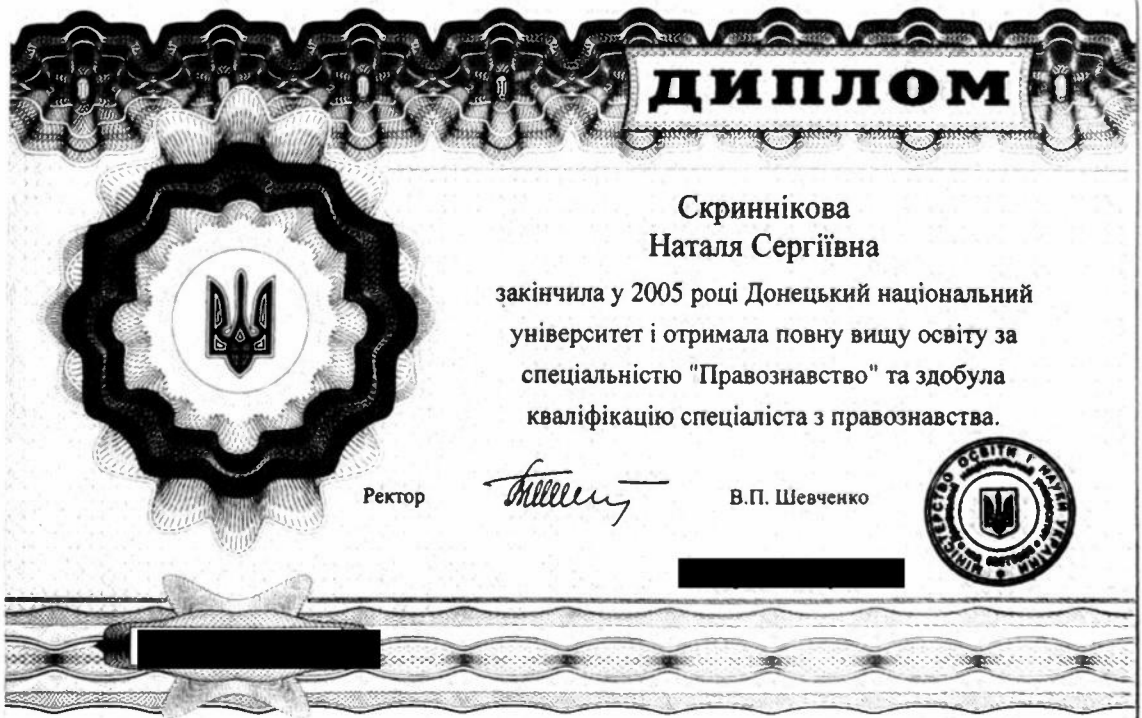 ДИПЛОМ
Скриннікова
Наталя Сергіївна
закінчила у 2005 році Донецький національний
університет і отримала повну вищу освіту за
спеціальністю "Правознавство" та здобула
кваліфікацію спеціаліста з правознавства.
Ректор
В.П. Шевченко
МІНІСТЕРСТВО ОСВІТИ І НАУКИ УКРАЇНИ